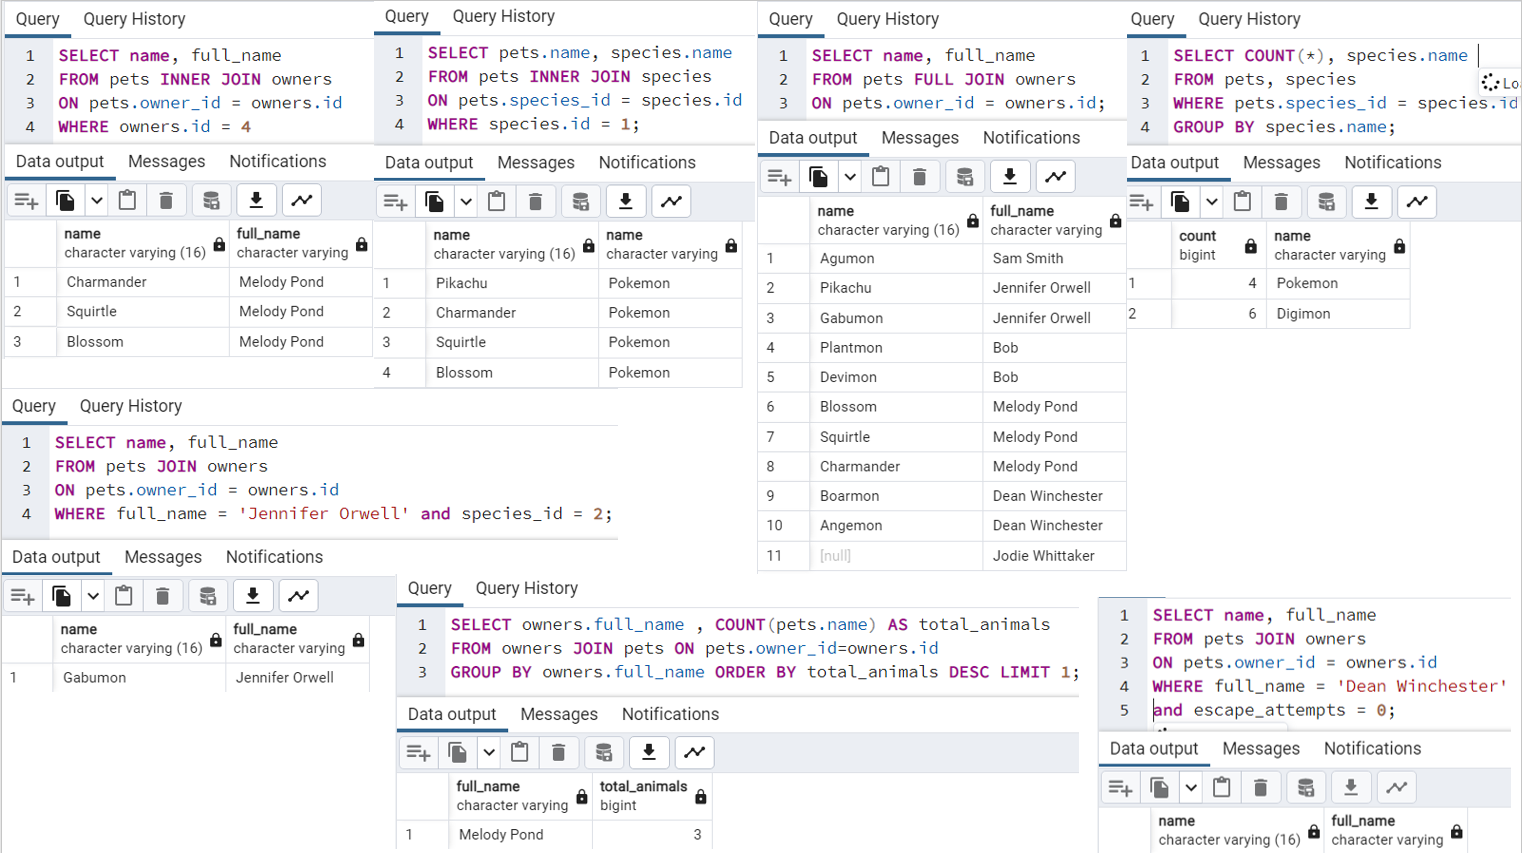 Query Query History
1 SELECT name, full_name
2 FROM pets INNER JOIN owners
3 ON pets.owner_id = owners.id
4 WHERE owners.id = 4
Data output Messages Notifications
name full_name
character varying (16) character varying
1 Charmander Melody Pond
2 Squirtle Melody Pond
3 Blossom Melody Pond
Query Query History
1 SELECT pets.name, species.name
2 FROM pets INNER JOIN species
3 ON pets.species_id = species.id
4 WHERE species.id = 1;
Data output Messages Notifications
name name
character varying (16) character varying
1 Pikachu Pokemon
2 Charmander Pokemon
3 Squirtle Pokemon
4 Blossom Pokemon
Query Query History
1 SELECT name, full_name
2 FROM pets FULL JOIN owners
3 ON pets.owner_id = owners.id;
Data output Messages Notifications
name full_name
character varying (16) character varying
1 Agumon Sam Smith
2 Pikachu Jennifer Orwell
3 Gabumon Jennifer Orwell
4 Plantmon Bob
5 Devimon Bob
6 Blossom Melody Pond
7 Squirtle Melody Pond
8 Charmander Melody Pond
9 Boarmon Dean Winchester
10 Angemon Dean Winchester
11 [null] Jodie Whittaker
Query Query History
1 SELECT COUNT(*), species.name
2 FROM pets, species
3 WHERE pets.species_id = species.id
4 GROUP BY species.name;
Lo
Data output Messages Notifications
count name
bigint character varying
1 4 Pokemon
2 6 Digimon
Query Query History
1 SELECT name, full_name
2 FROM pets JOIN owners
3 ON pets.owner_id = owners.id
4 WHERE full_name = 'Jennifer Orwell' and species_id = 2;
Data output Messages Notifications
name full_name
character varying (16) character varying
1 Gabumon Jennifer Orwell
Query Query History
1 SELECT owners.full_name , COUNT(pets.name) AS total_animals
2 FROM owners JOIN pets ON pets.owner_id=owners.id
3 GROUP BY owners.full_name ORDER BY total_animals DESC LIMIT 1;
Data output Messages Notifications
full_name total_animals
character varying bigint
1 Melody Pond 3
1 SELECT name, full_name
2 FROM pets JOIN owners
3 ON pets.owner_id = owners.id
4 WHERE full_name = 'Dean Winchester'
5 and escape_attempts = 0;
Data output Messages Notifications
name full_name
character varying (16) character varying